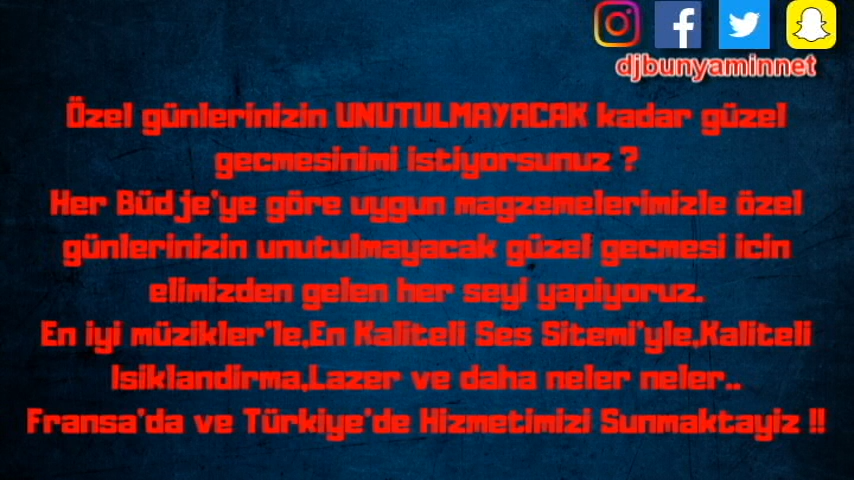 djbunyaminnet
Özel günlerinizin UNUTULMAYACAK kadar güzel
gecmesinimi istiyorsunuz ?
Her Büdje'ye göre uygun magzemelerimizle özel
günlerinizin unutulmayacak güzel gecmesi icin
elimizden gelen her seyi yapiyoruz.
En iyi müzikler'le,En Kaliteli Ses Sitemi'yle,Kaliteli
Isiklandirma,Lazer ve daha neler neler..
Fransa'da ve Türkiye'de Hizmetimizi Sunmaktayiz !!